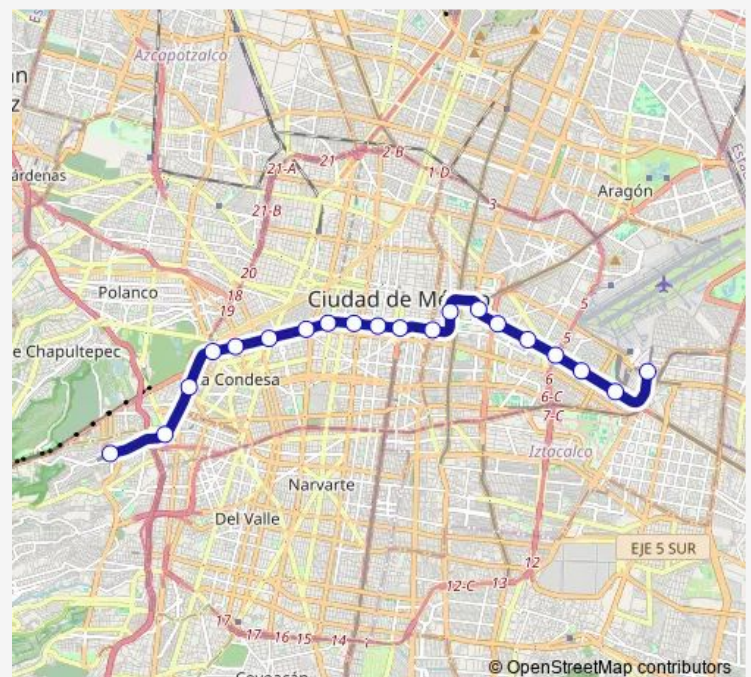 Azcapotzalco
an
z
árdenas
21
2-B
21-A
1-D
Aragón
21-B
3
20
Polanco
18
Ciudad de Mé
o
19
5
5
e Chapultepec
a Condesa
6
6-C
7-C
Iztacalco
Narvarte
Del Valle
EJE 5 SUR
12
12-C
13
17
17
16
15
14
© OpenStreetMap contributors